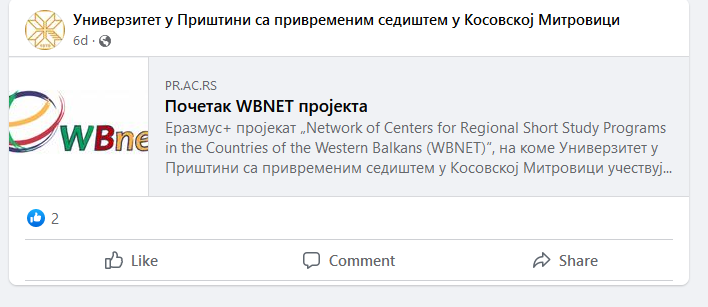 Универзитет у Приштини са привременим седиштем у Косовској Митровици
6d ·
WBne
PR.AC.RS
Почетак WBNET пројекта
Еразмус+ пројекат „Network of Centers for Regional Short Study Programs
in the Countries of the Western Balkans (WBNET)“, на коме Универзитет у
Приштини са привременим седиштем у Косовској Митровици учествуј...
2
Like
Comment
Share